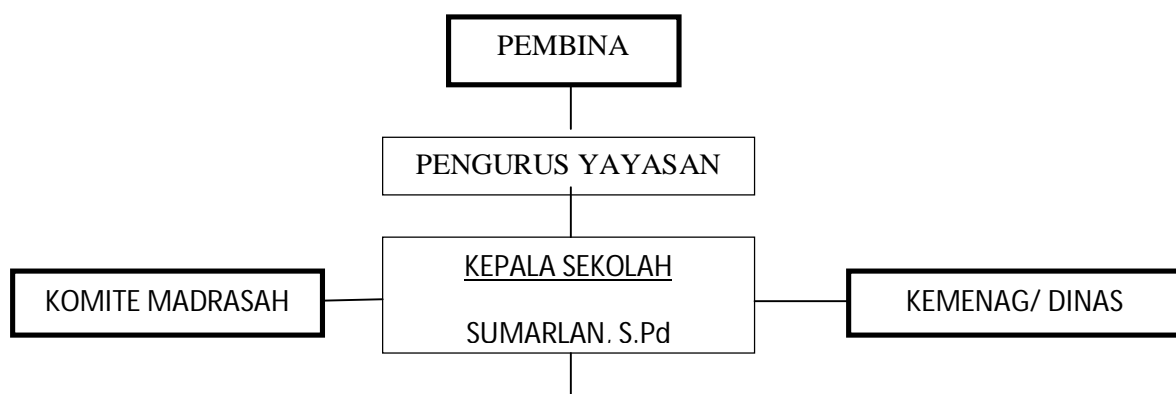 PEMBINA
PENGURUS YAYASAN
KEPALA SEKOLAH
KOMITE MADRASAH
KEMENAG/ DINAS
SUMARLAN. S.Pd